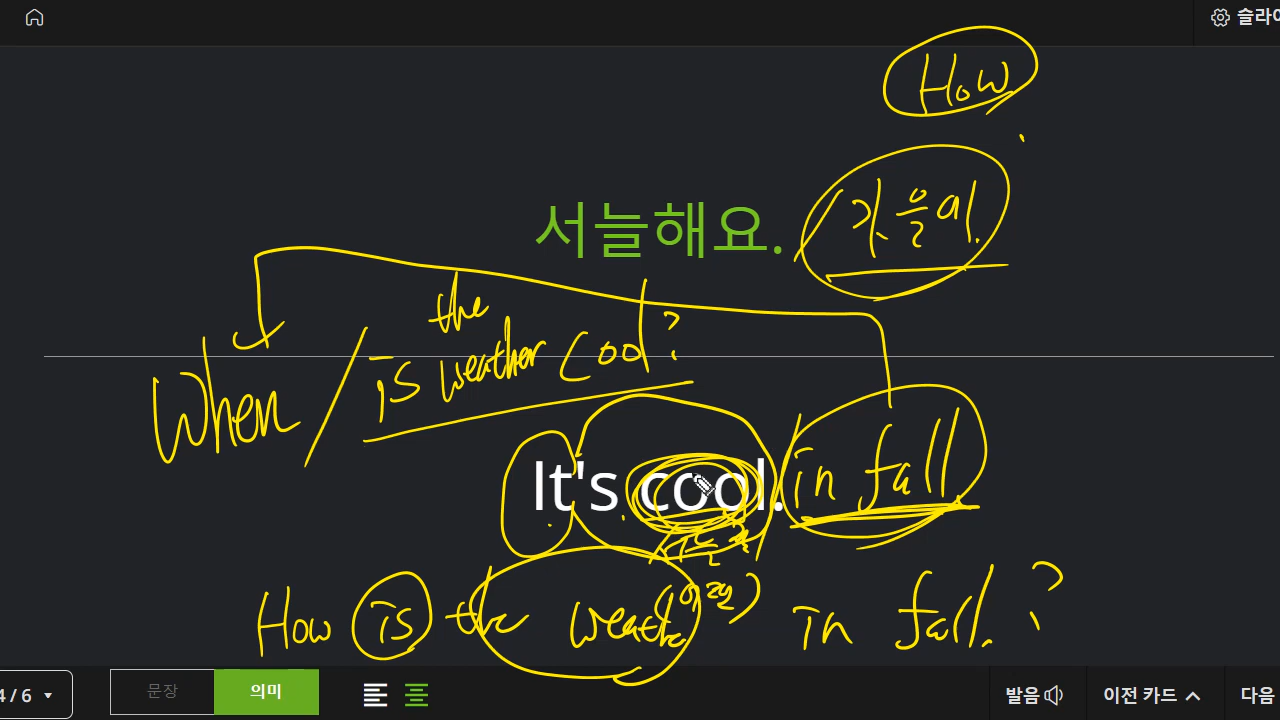 슬라이
How
서늘해요. 가을에.
the
When / is weather cool?
It's cool. in fall
How is the weather in fall.?
4 / 6
문장
의미
발음
이전 카드
다음